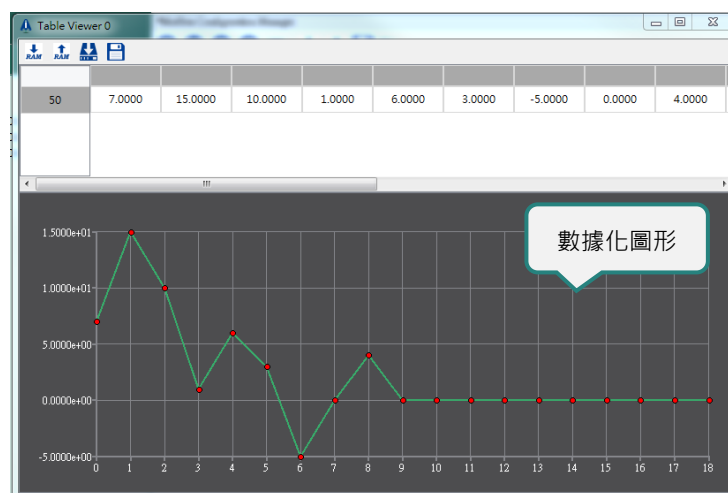 Table Viewer 0
RAM RAM
50 7.0000 15.0000 10.0000 1.0000 6.0000 3.0000 -5.0000 0.0000 4.0000
數據化圖形
1.5000e+01
1.0000e+01
5.0000e+00
0.0000e+00
-5.0000e+00
0 1 2 3 4 5 6 7 8 9 10 11 12 13 14 15 16 17 18